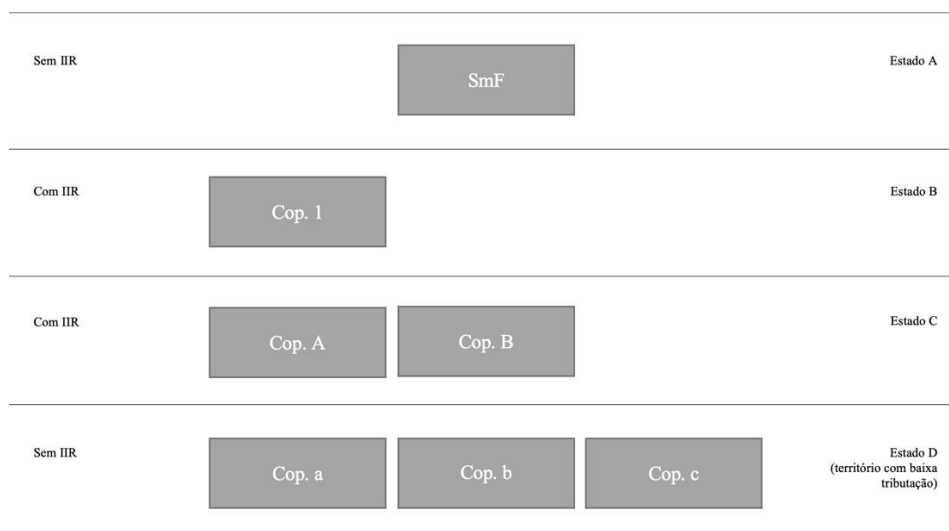 Sem IIR
SmF
Estado A
Com IIR
Cop. 1
Estado B
Com IIR
Cop. A
Cop. B
Estado C
Sem IIR
Cop. a
Cop. b
Cop. c
Estado D
(território com baixa
tributação)